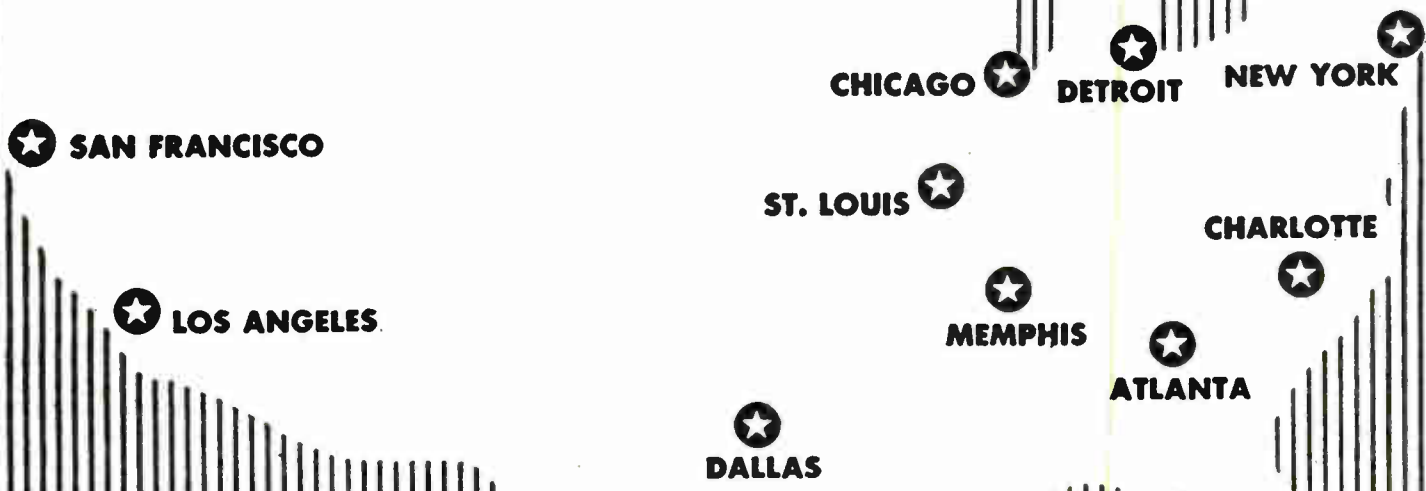 CHICAGO
DETROIT
NEW YORK
SAN FRANCISCO
ST. LOUIS
CHARLOTTE
LOS ANGELES
MEMPHIS
ATLANTA
DALLAS